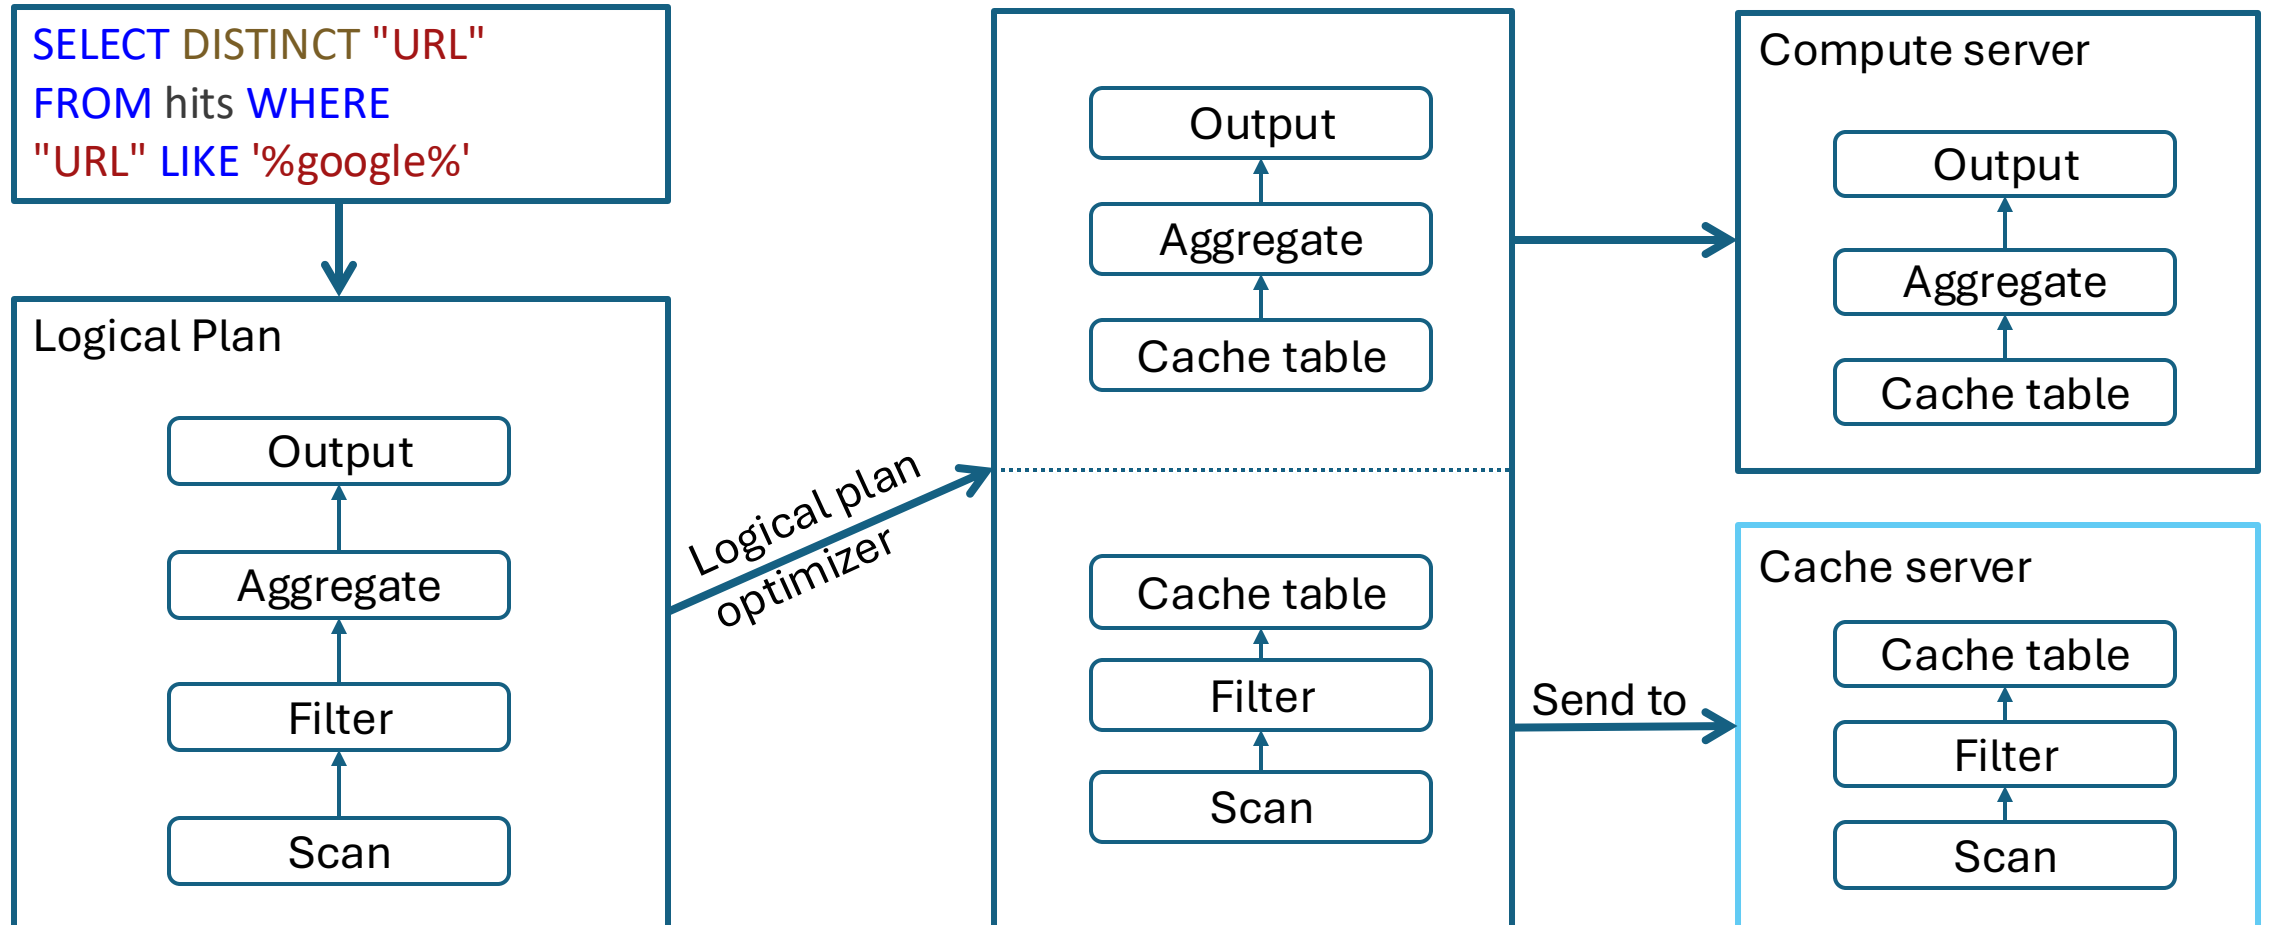 SELECT DISTINCT "URL"
FROM hits WHERE
"URL" LIKE '%google%'
Logical Plan
Output
Aggregate
Filter
Scan
Logical plan
optimizer
Output
Aggregate
Cache table
Cache table
Filter
Scan
Send to
Compute server
Output
Aggregate
Cache table
Cache server
Cache table
Filter
Scan